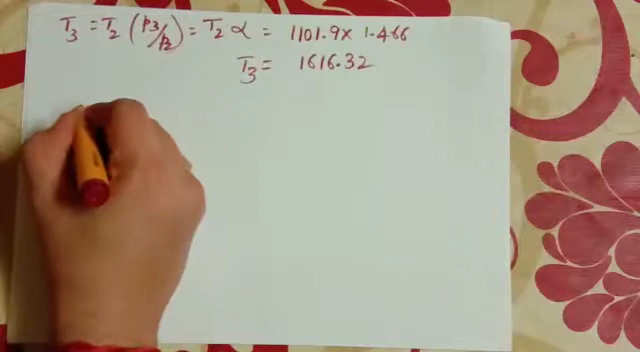 T3 = T2 (P3/P2) = T2 α = 1101.9 × 1.466
T3 = 1616.32